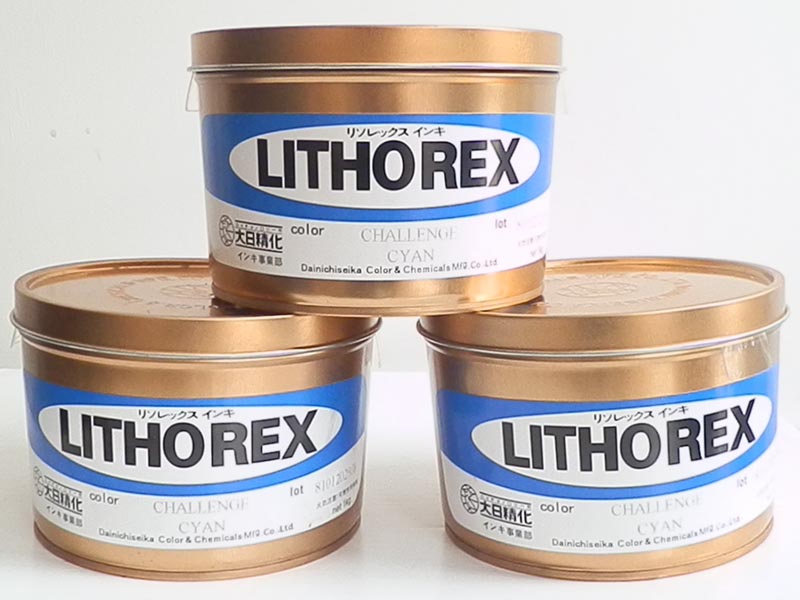 リソレックス インキ
LITHOREX
color
lot
大日精化
インキ事業部
CHALLENGE
CYAN
Dainichiseika Color & Chemicals Mfg. Co., Ltd.
リソレックス インキ
LITHOREX
color
lot
大日精化
インキ事業部
CHALLENGE
CYAN
net 1kg
Dainichiseika Color & Chemicals Mfg. Co., Ltd.
リソレックス インキ
LITHOREX
color
lot
大日精化
インキ事業部
CHALLENGE
CYAN
Dainichiseika Color & Chemicals Mfg. Co., Ltd.